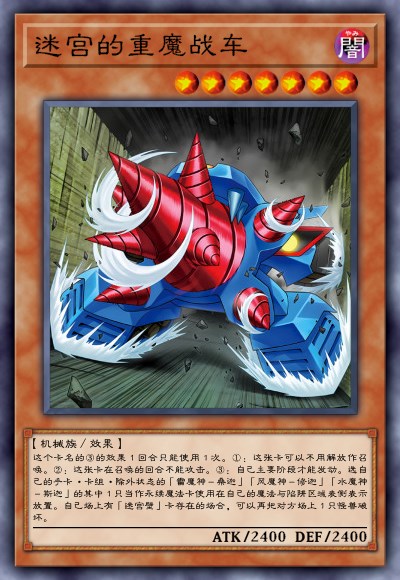 迷宫的重魔战车
やみ
闇
【机械族／效果】
这个卡名的③的效果1回合只能使用1次。①：这张卡可以不用解放作召
唤。②：这张卡在召唤的回合不能攻击。③：自己主要阶段才能发动。选自
己的手卡・卡组・除外状态的「雷魔神－桑迦」「风魔神－修迦」「水魔神
－斯迦」的其中1只当作永续魔法卡使用在自己的魔法与陷阱区域表侧表示
放置。自己场上有「迷宫壁」卡存在的场合，可以再把对方场上1只怪兽破
坏。
ATK/2400 DEF/2400